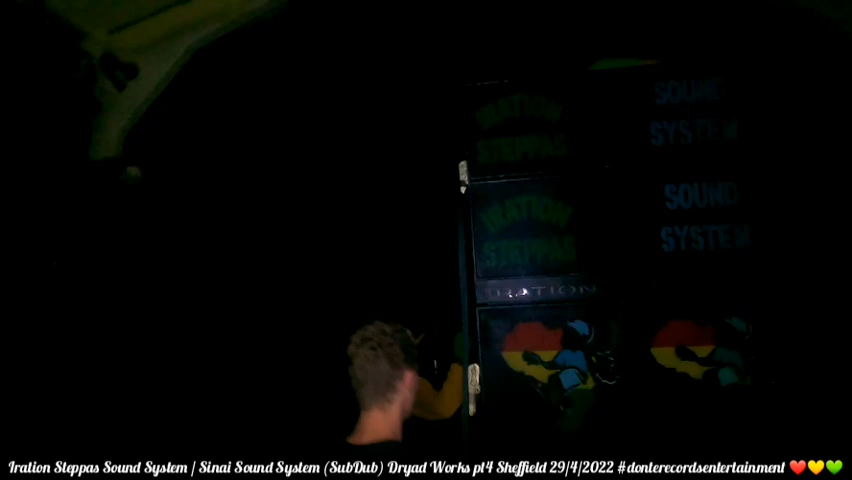 IRATION
STEPPAS
SOUND
SYSTEM
IRATION
STEPPAS
SOUND
SYSTEM
IRATION
Iration Steppas Sound System / Sinai Sound System (SubDub) Dryad Works pt4 Sheffield 29/4/2022 #donterecordsentertainment ❤️💛💚